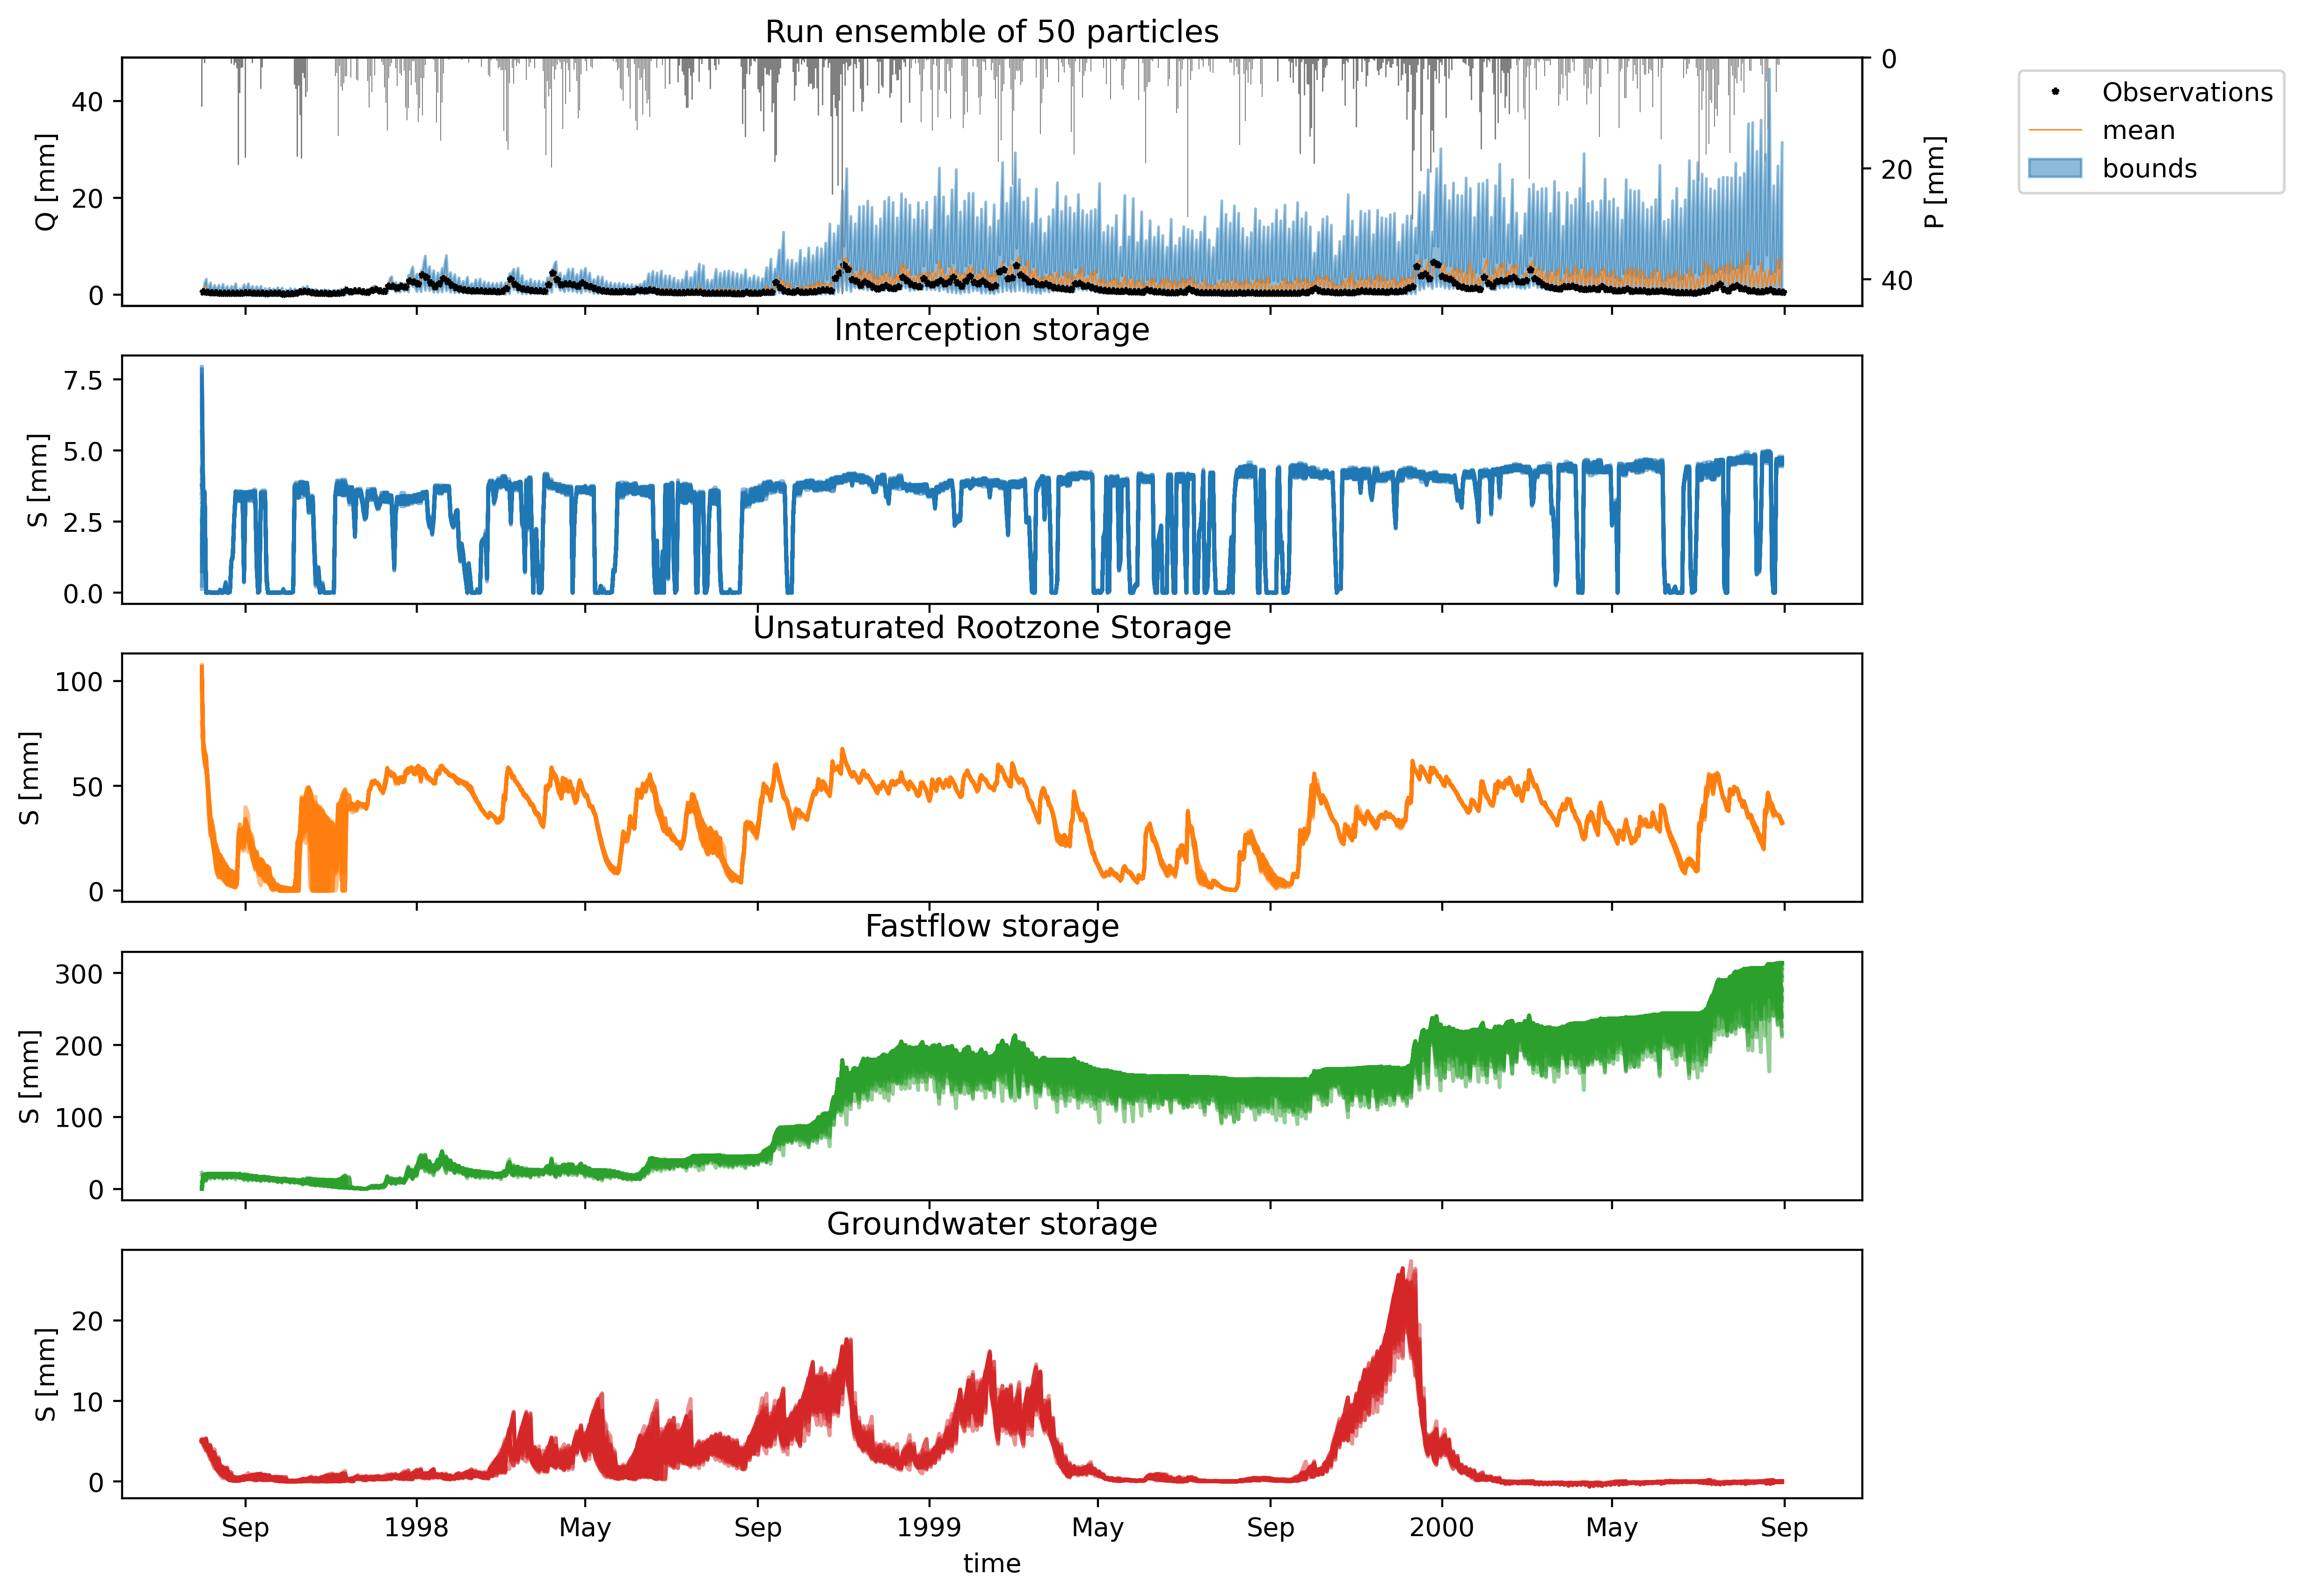 Run ensemble of 50 particles
Q [mm]
40
20
0
0
20
40
P [mm]
Observations
mean
bounds
Interception storage
S [mm]
7.5
5.0
2.5
0.0
Unsaturated Rootzone Storage
S [mm]
100
50
0
Fastflow storage
S [mm]
300
200
100
0
Groundwater storage
S [mm]
20
10
0
Sep 1998 May Sep 1999 May Sep 2000 May Sep
time